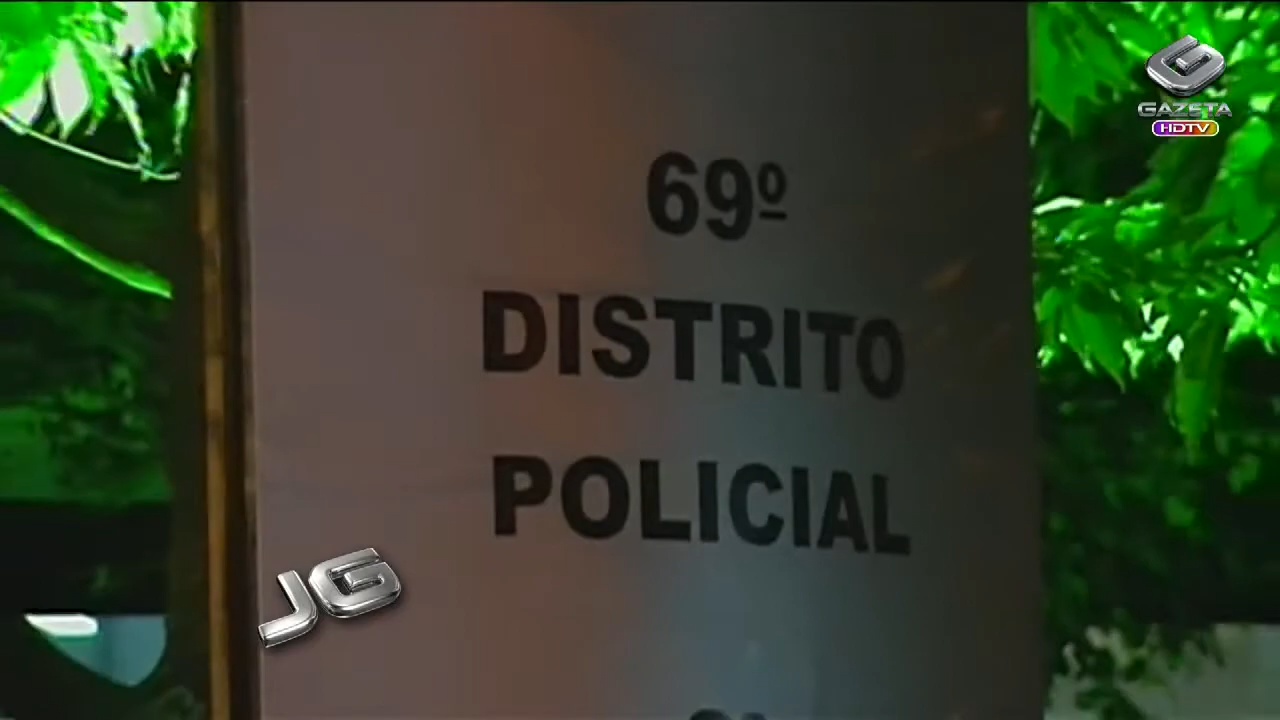 GAZETA
HDTV
69º
DISTRITO
POLICIAL
JG